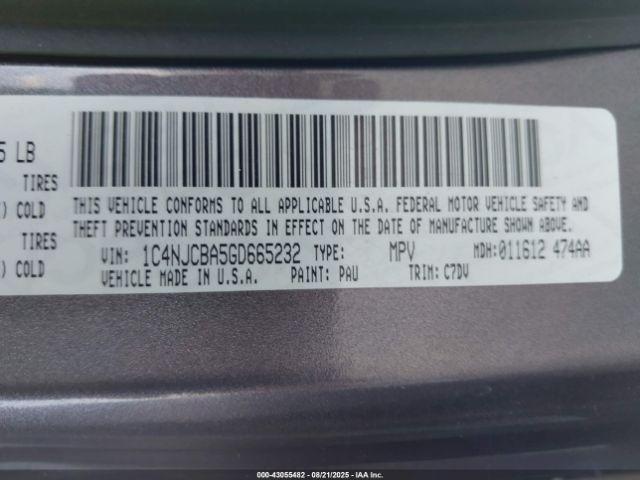 5 LB
TIRES
COLD
TIRES
) COLD
THIS VEHICLE CONFORMS TO ALL APPLICABLE U.S.A. FEDERAL MOTOR VEHICLE SAFETY AND
THEFT PREVENTION STANDARDS IN EFFECT ON THE DATE OF MANUFACTURE SHOWN ABOVE.
VIN: 1C4NJCBA5GD665232 TYPE: MPV MDH:011612 474AA
VEHICLE MADE IN U.S.A. PAINT: PAU TRIM: C7DV
000-43055482 - 08/21/2025 - IAA Inc.